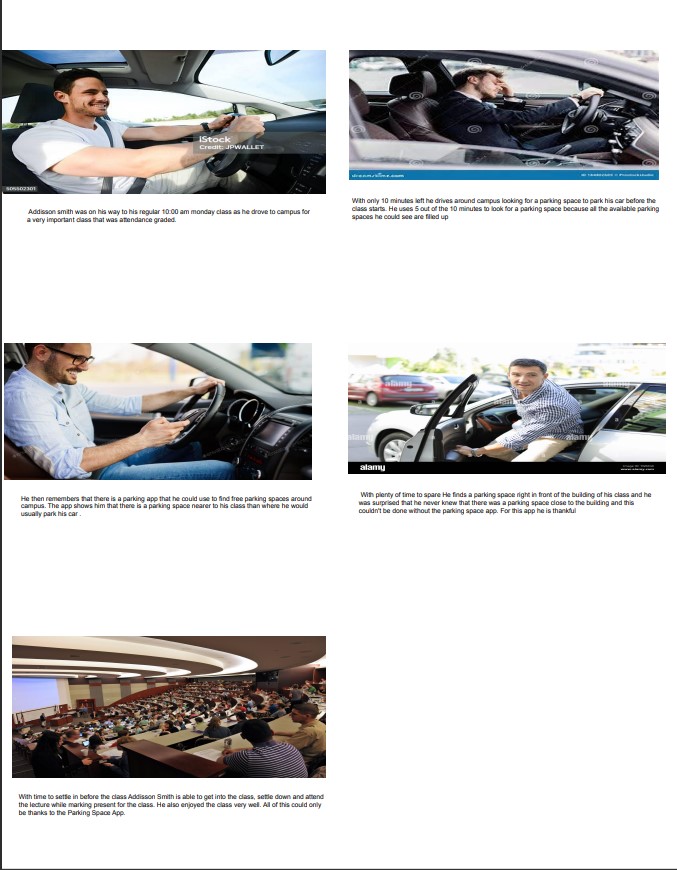 iStock
Credit: JPWALLET
505602301
dreamstime.com
Addisson smith was on his way to his regular 10:00 am monday class as he drove to campus for
a very important class that was attendance graded.
With only 10 minutes left he drives around campus looking for a parking space to park his car before the
class starts. He uses 5 out of the 10 minutes to look for a parking space because all the available parking
spaces he could see are filled up
alamy
alamy
alamy
alamy
alamy
www.alamy.com
He then remembers that there is a parking app that he could use to find free parking spaces around
campus. The app shows him that there is a parking space nearer to his class than where he would
usually park his car .
With plenty of time to spare He finds a parking space right in front of the building of his class and he
was surprised that he never knew that there was a parking space close to the building and this
couldn't be done without the parking space app. For this app he is thankful
With time to settle in before the class Addisson Smith is able to get into the class, settle down and attend
the lecture while marking present for the class. He also enjoyed the class very well. All of this could only
be thanks to the Parking Space App.